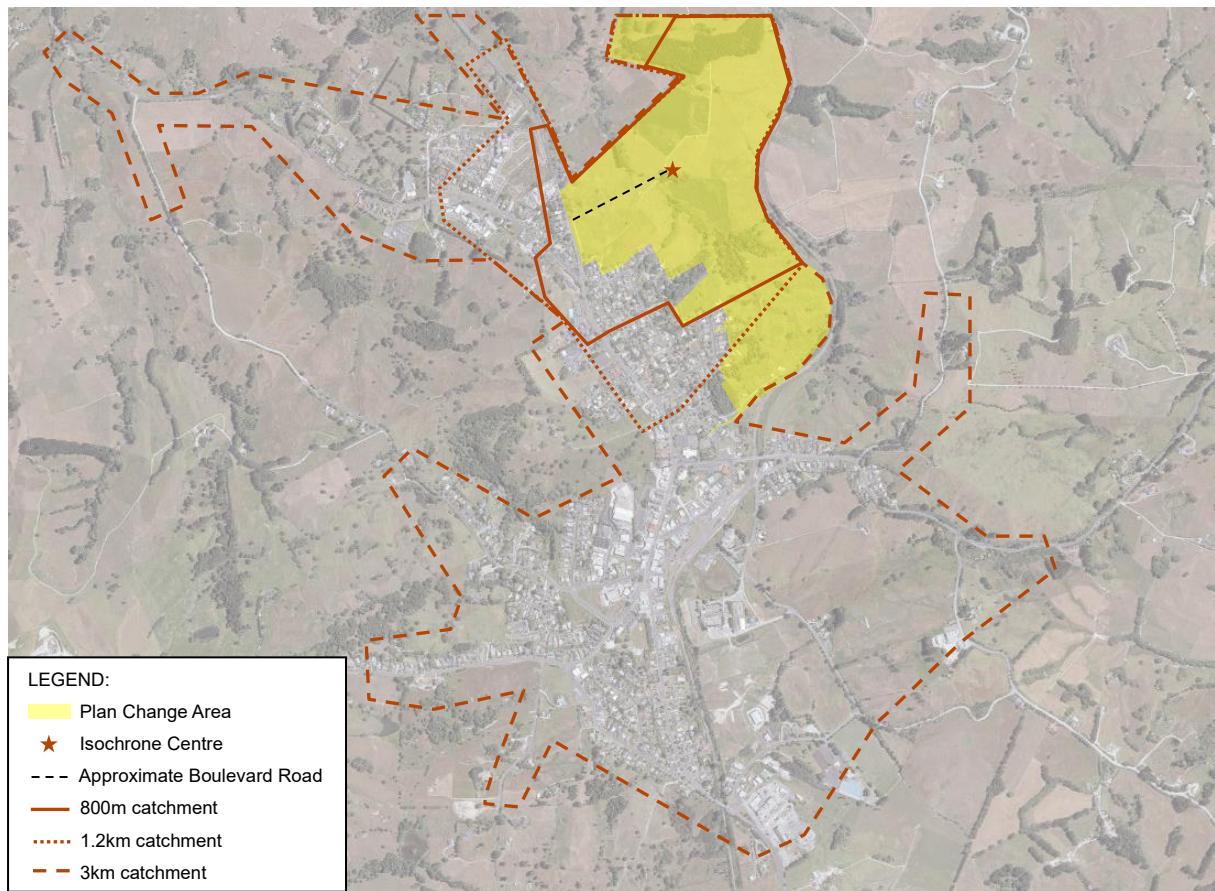 LEGEND:
Plan Change Area
Isochrone Centre
Approximate Boulevard Road
800m catchment
1.2km catchment
3km catchment